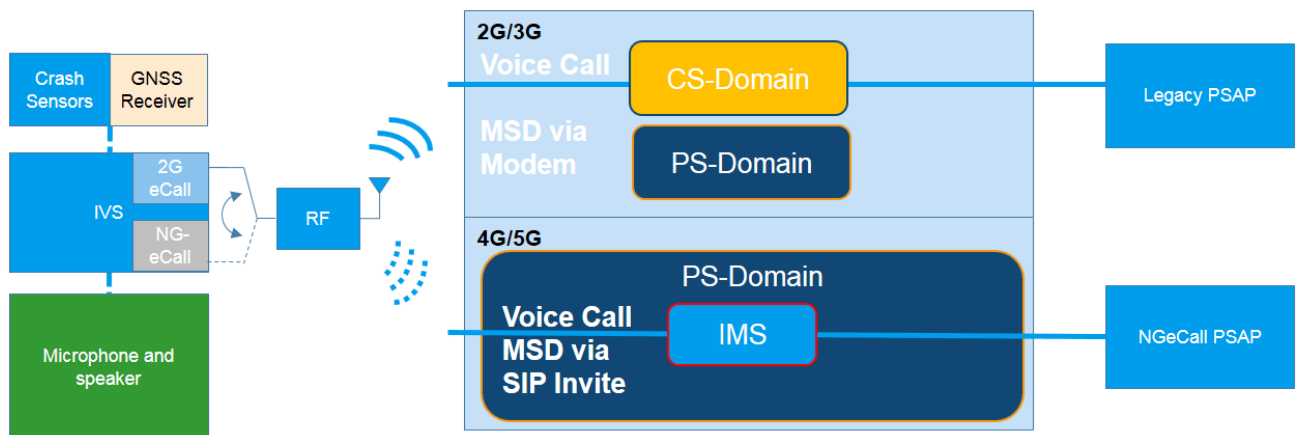 Crash
Sensors
GNSS
Receiver
IVS
2G
eCall
NG-
eCall
Microphone and
speaker
RF
2G/3G
Voice Call
CS-Domain
MSD via
Modem
PS-Domain
Legacy PSAP
4G/5G
PS-Domain
Voice Call
MSD via
SIP Invite
IMS
NGeCall PSAP